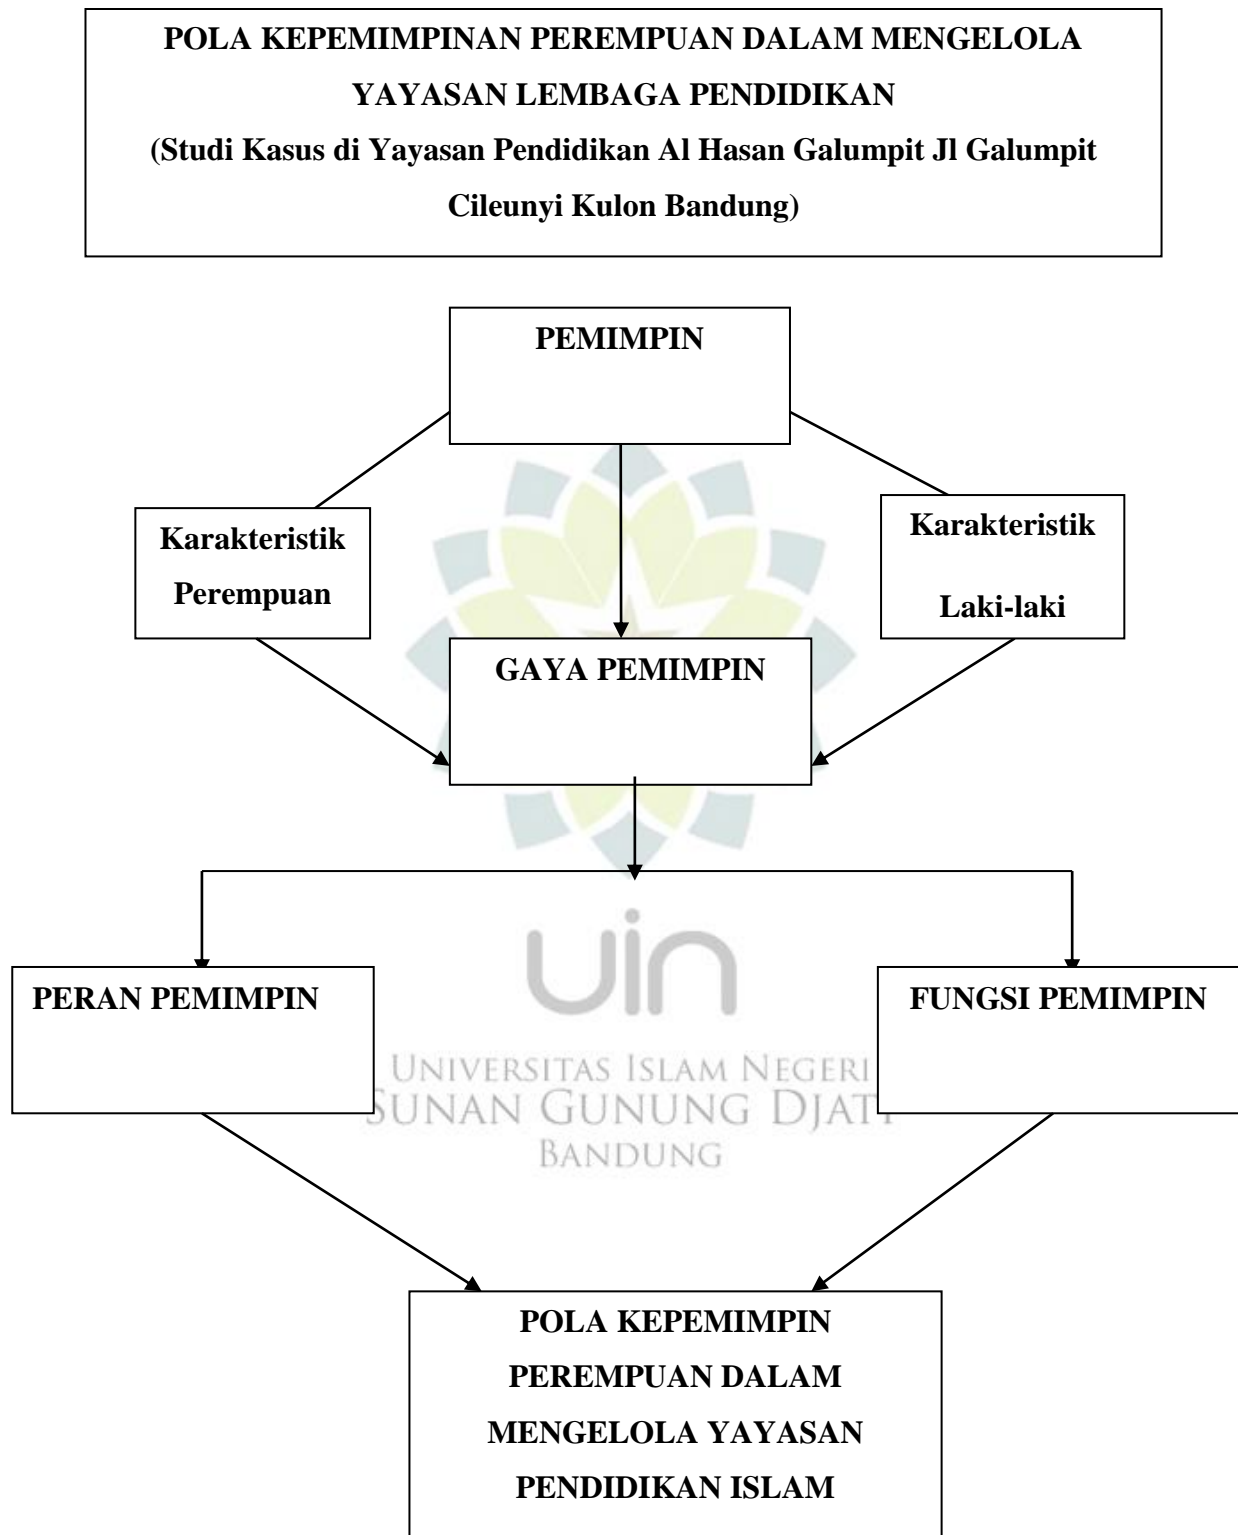 POLA KEPEMIMPINAN PEREMPUAN DALAM MENGELOLA
YAYASAN LEMBAGA PENDIDIKAN
(Studi Kasus di Yayasan Pendidikan Al Hasan Galumpit Jl Galumpit
Cileunyi Kulon Bandung)
PEMIMPIN
Karakteristik
Perempuan
Karakteristik
Laki-laki
GAYA PEMIMPIN
PERAN PEMIMPIN
FUNGSI PEMIMPIN
uin
UNIVERSITAS ISLAM NEGERI
SUNAN GUNUNG DJATI
BANDUNG
POLA KEPEMIMPIN
PEREMPUAN DALAM
MENGELOLA YAYASAN
PENDIDIKAN ISLAM